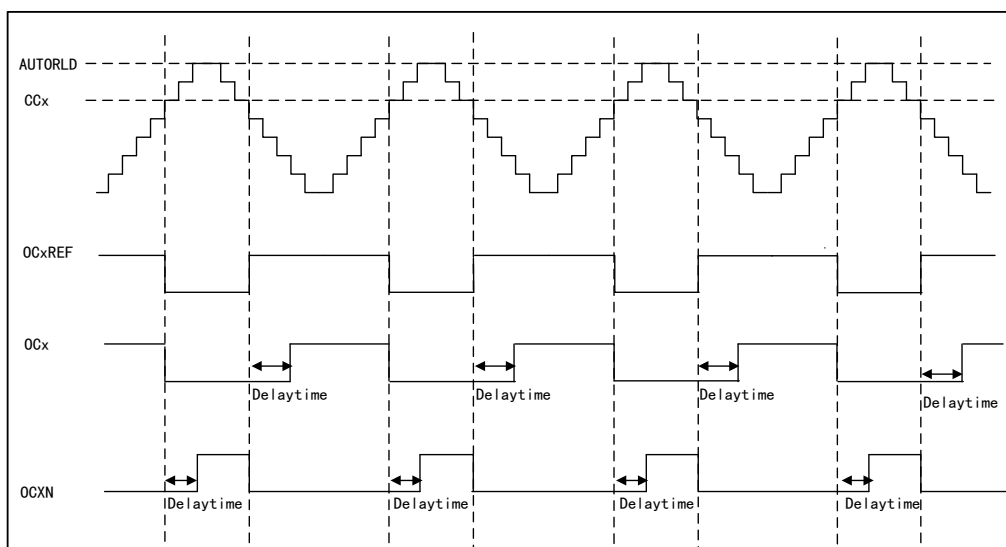 AUTORLD
CCx
OCxREF
OCx
Delaytime
Delaytime
Delaytime
Delaytime
OCXN
Delaytime
Delaytime
Delaytime
Delaytime